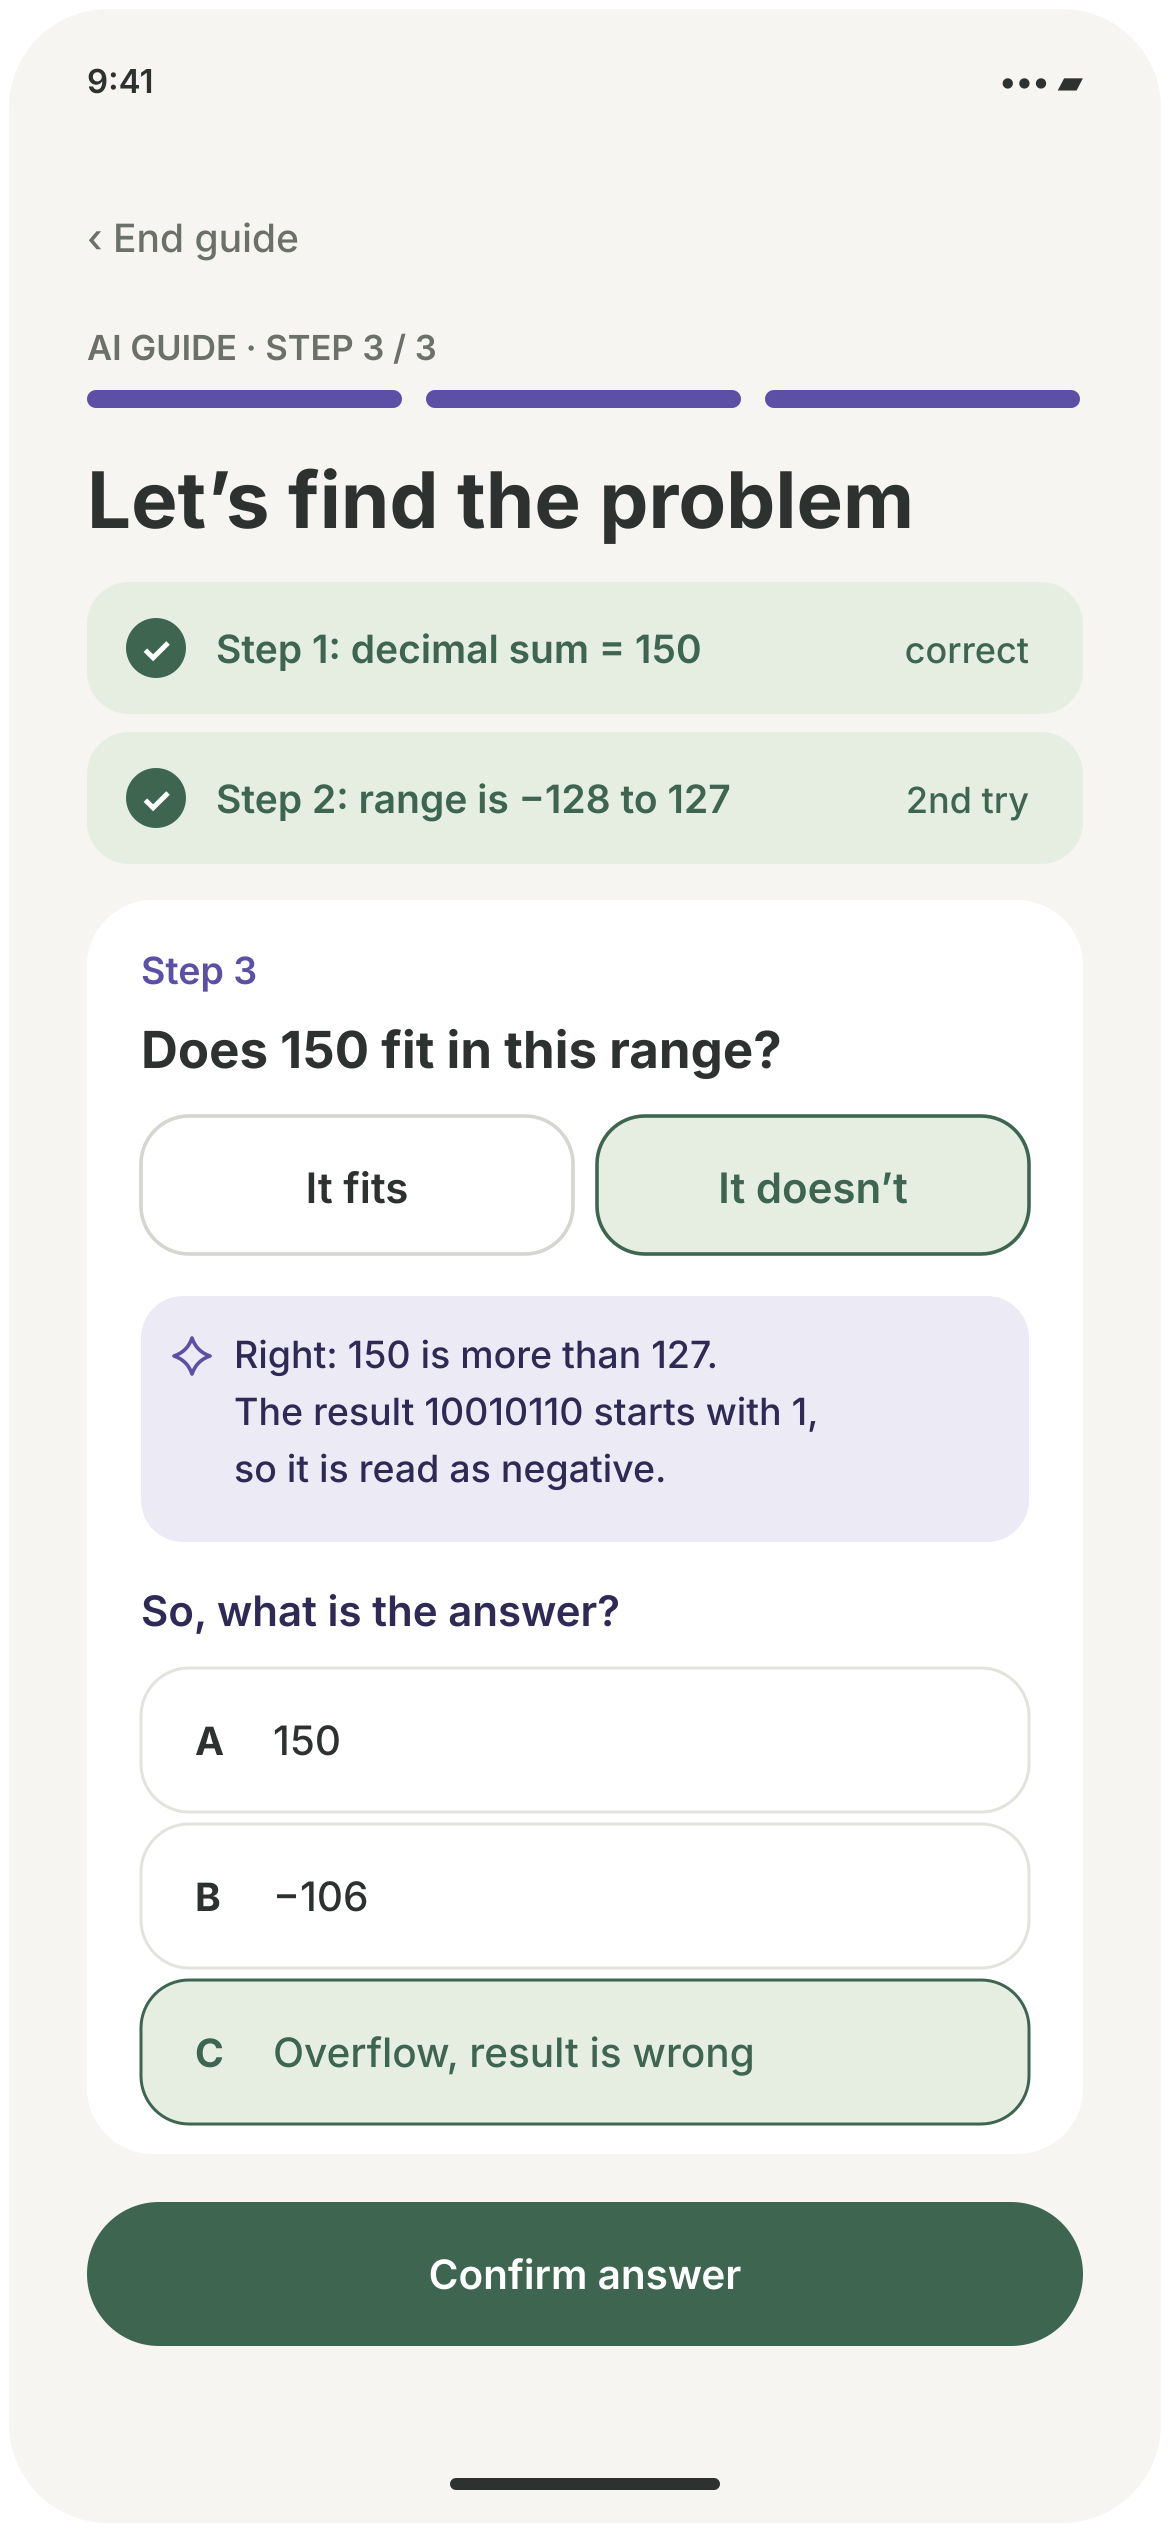 9:41
‹ End guide
AI GUIDE · STEP 3 / 3
Let’s find the problem
Step 1: decimal sum = 150 correct
Step 2: range is −128 to 127 2nd try
Step 3
Does 150 fit in this range?
It fits It doesn’t
Right: 150 is more than 127.
The result 10010110 starts with 1,
so it is read as negative.
So, what is the answer?
A 150
B −106
C Overflow, result is wrong
Confirm answer